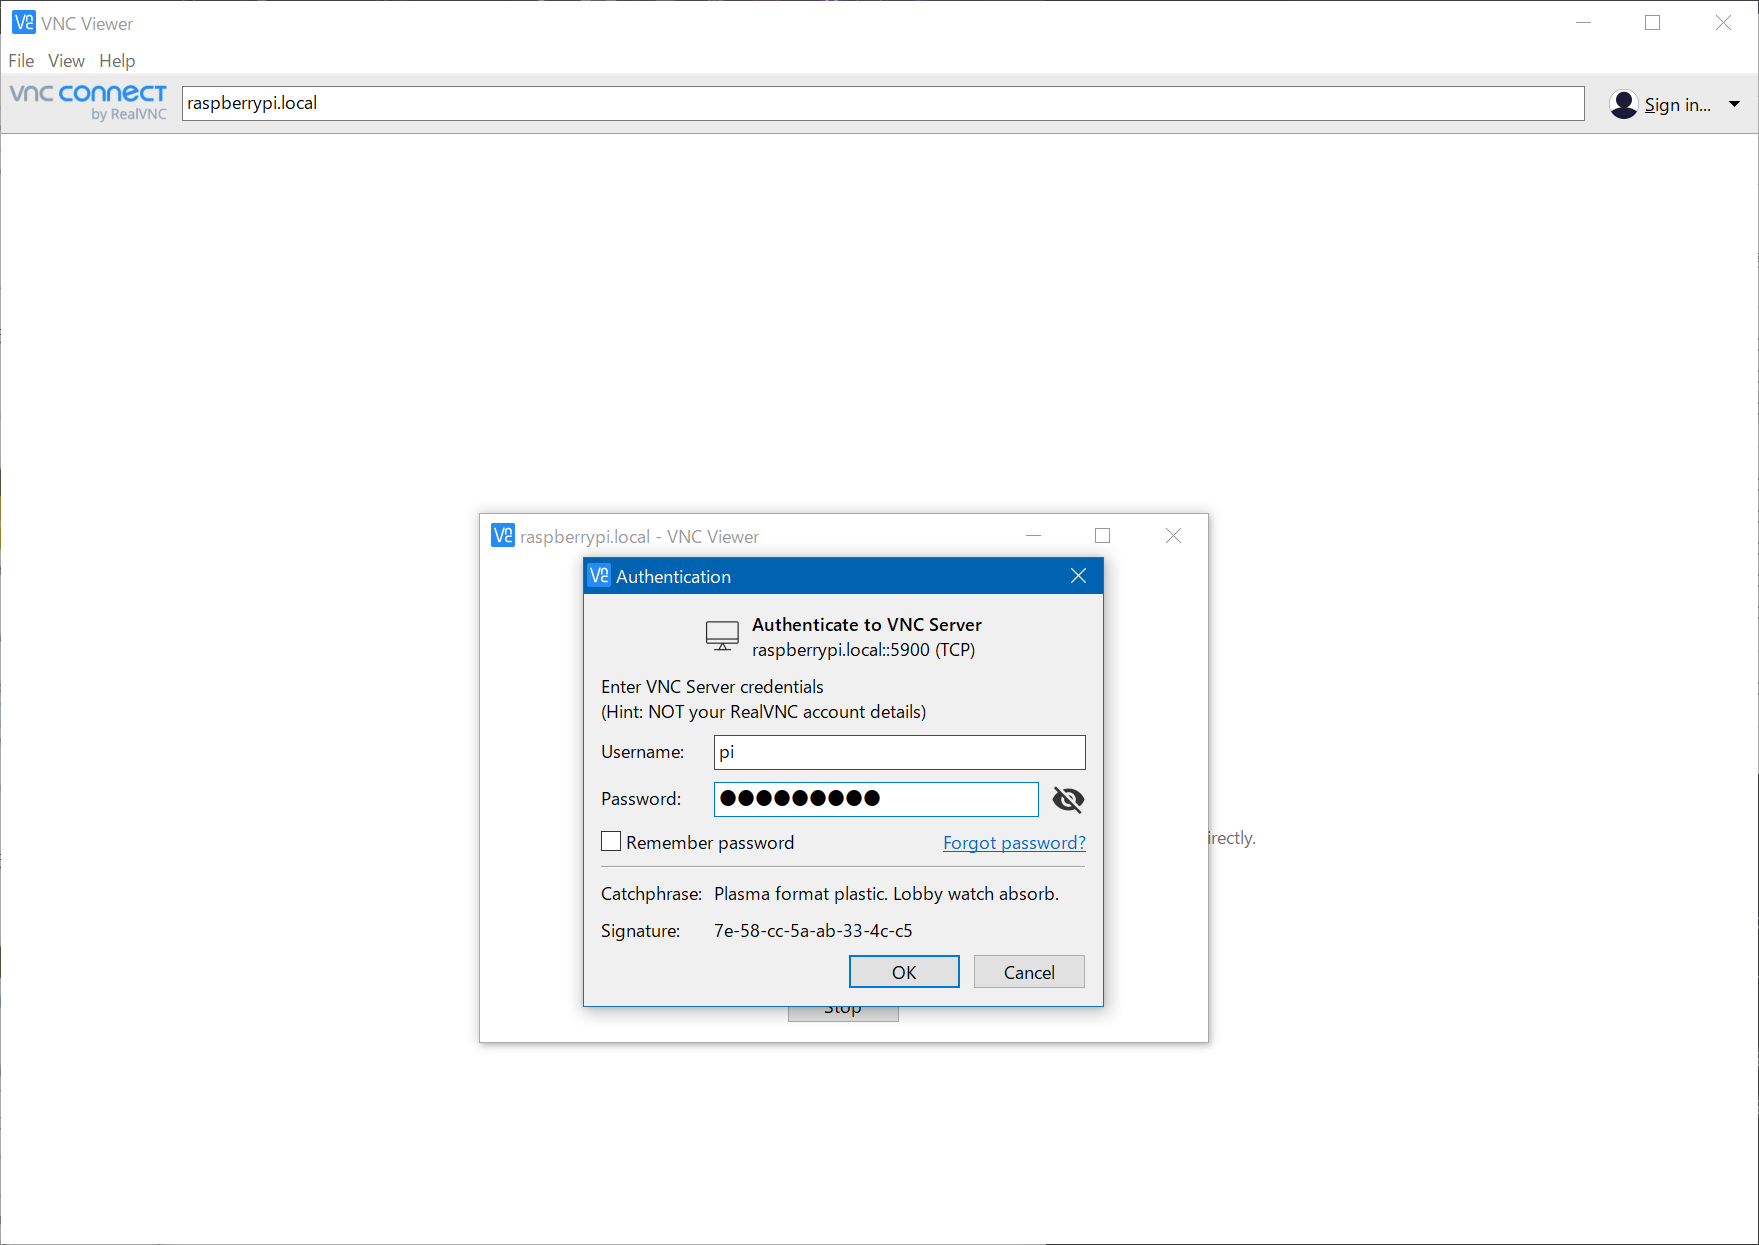 VNC Viewer
File View Help
vnc connect
by RealVNC
raspberrypi.local
Sign in...
raspberrypi.local - VNC Viewer
Authentication
Authenticate to VNC Server
raspberrypi.local::5900 (TCP)
Enter VNC Server credentials
(Hint: NOT your RealVNC account details)
Username: pi
Password: ●●●●●●●●●
Remember password Forgot password?
irectly.
Catchphrase: Plasma format plastic. Lobby watch absorb.
Signature: 7e-58-cc-5a-ab-33-4c-c5
OK Cancel
Stop